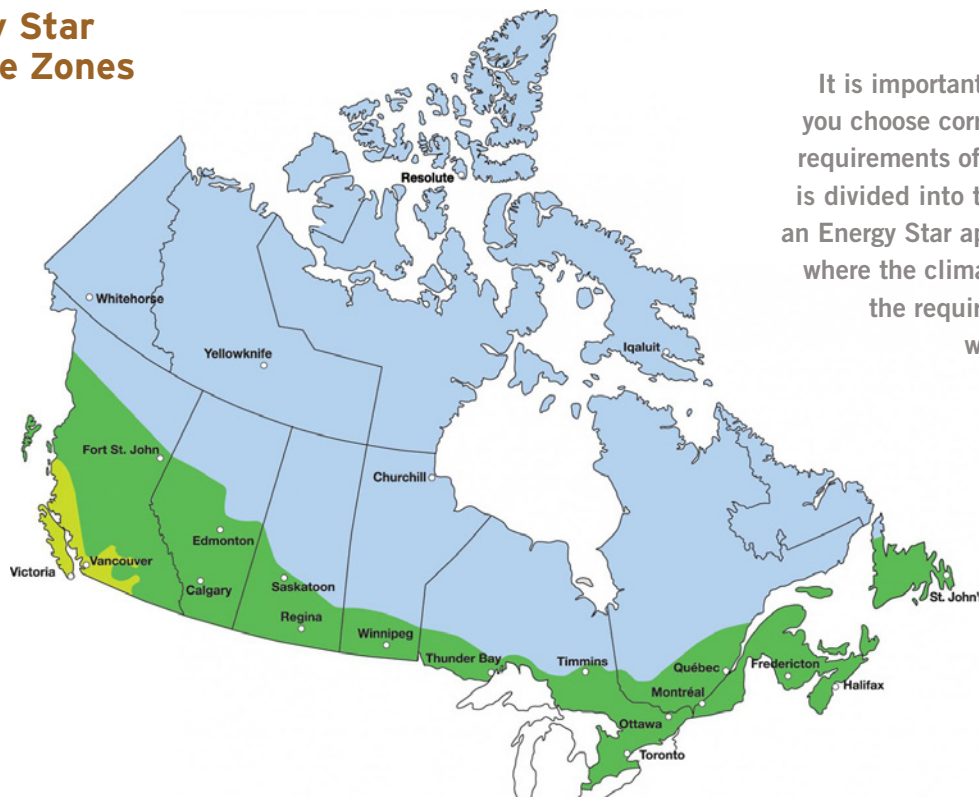 y Star
e Zones
It is important
you choose corr
requirements of
is divided into t
an Energy Star ap
where the clima
the requir
w
Resolute
Whitehorse
Yellowknife
Iqaluit
Fort St. John
Churchill
Edmonton
Vancouver
Victoria
Calgary
Saskatoon
Regina
Winnipeg
Thunder Bay
Timmins
Québec
Fredericton
St. John'
Montréal
Halifax
Ottawa
Toronto